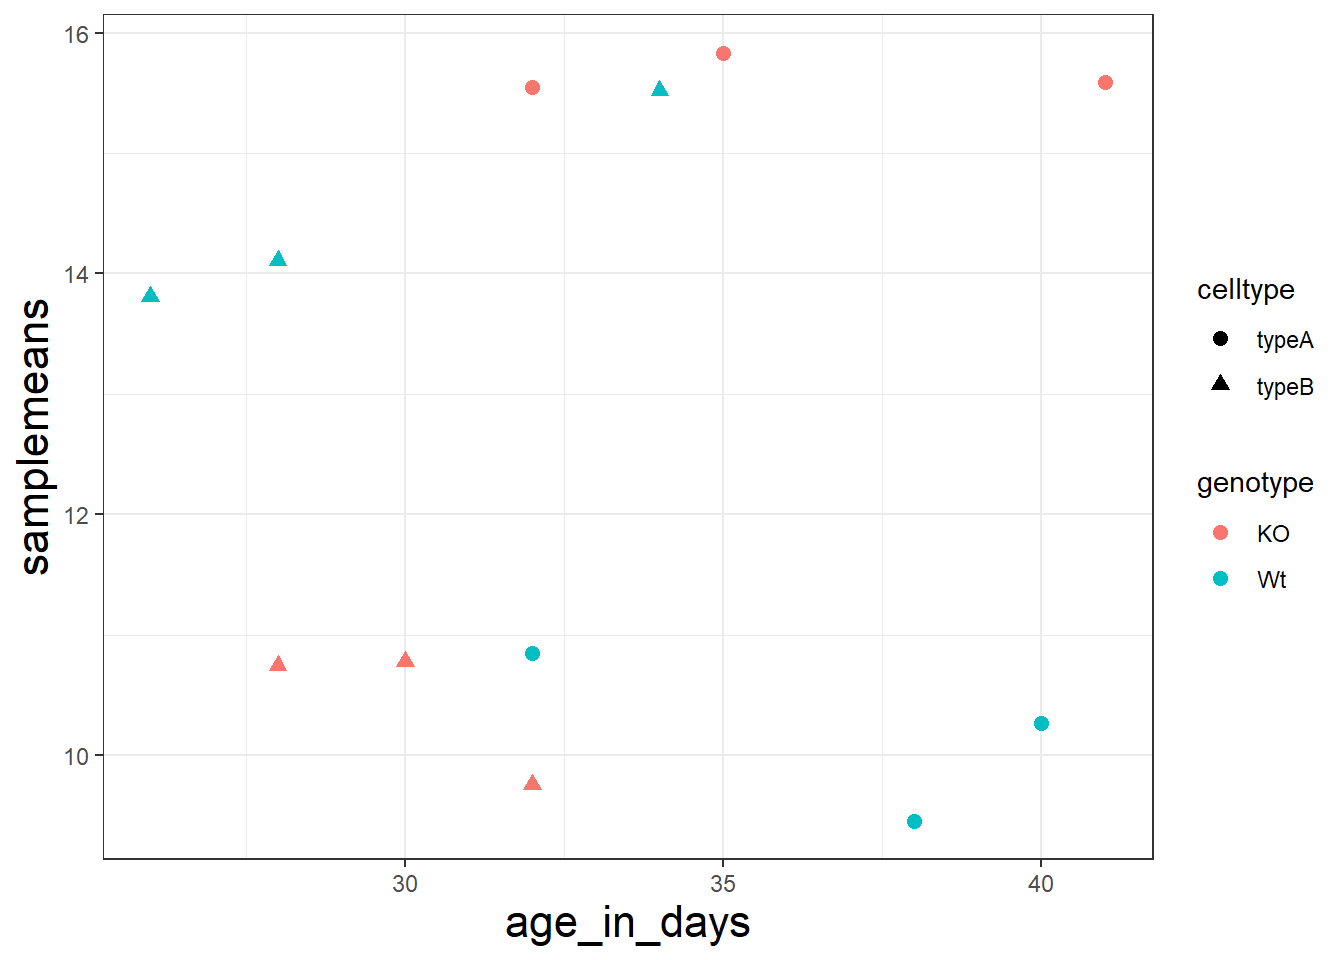 samplemeans
16
14
12
10
30 35 40
age_in_days
celltype
typeA
typeB
genotype
KO
Wt